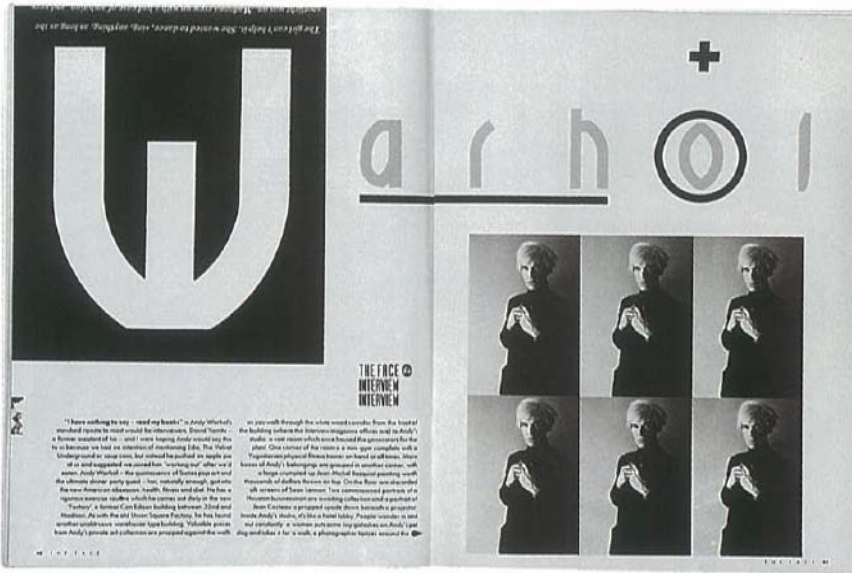 The girl can't help it. She wanted to dance, sing, anything, as long as the
W
a r h o l
THE FACE
INTERVIEW
INTERVIEW
"I have nothing to say – read my books" is Andy Warhol's
standard riposte to most would-be interviewers. David Yarritu –
a former assistant of his – and I were hoping Andy would say this
to us because we had no intention of mentioning Edie, The Velvet
Underground or soup cans, but instead he pushed an apple pie
at us and suggested we joined him "working out" after we'd
eaten. Andy Warhol – the quintessence of Sixties pop art and
the ultimate dinner party guest – has, naturally enough, got into
the new American obsession: health, fitness and diet. He has a
rigorous exercise routine which he carries out daily in the new
'Factory', a former Con Edison building between 32nd and
Madison. As with the old Union Square Factory, he has found
another unobtrusive warehouse type building. Valuable pieces
from Andy's private art collection are propped against the walls
as you walk through the white wood corridor from the front of
the building (where the Interview magazine offices are) to Andy's
studio: a vast room which once housed the generators for the
plant. One corner of the room is a mini-gym complete with a
Yugoslavian physical fitness trainer on hand at all times. More
boxes of Andy's belongings are grouped in another corner, with
a large crumpled up Jean-Michel Basquiat painting worth
thousands of dollars thrown on top. On the floor are discarded
silk screens of Sean Lennon. Two commissioned portraits of a
Houston businessman are awaiting collection and a portrait of
Jean Cocteau is propped upside down beneath a projector.
Inside Andy's studio, it's like a hotel lobby. People wander in and
out constantly: a woman puts some leg galoshes on Andy's pet
dog and takes it for a walk, a photographer fusses around the
THE FACE
THE FACE